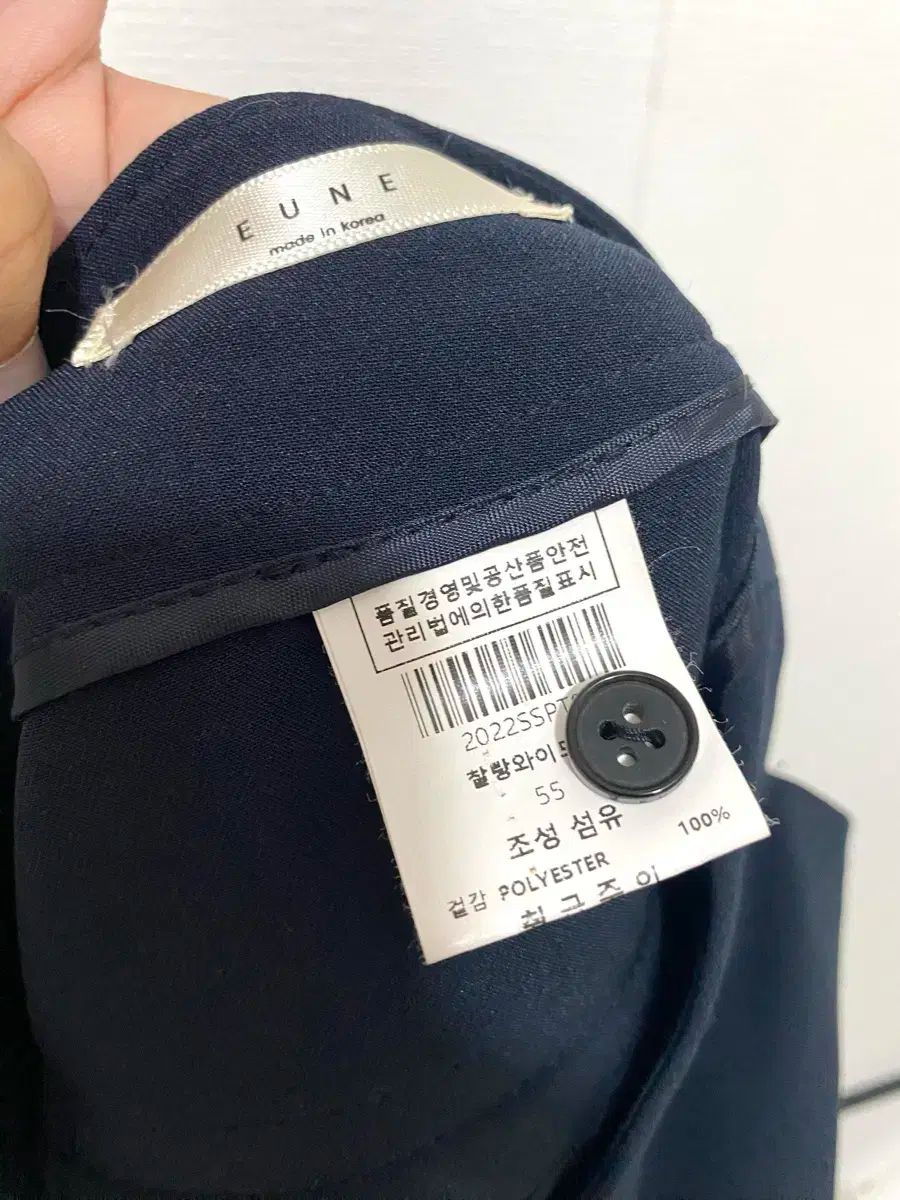 EUNE
made in korea
품질경영및공산품안전
관리법에의한품질표시
2022SSPT
찰랑와이
55
조성 섬유
겉감 POLYESTER 100%